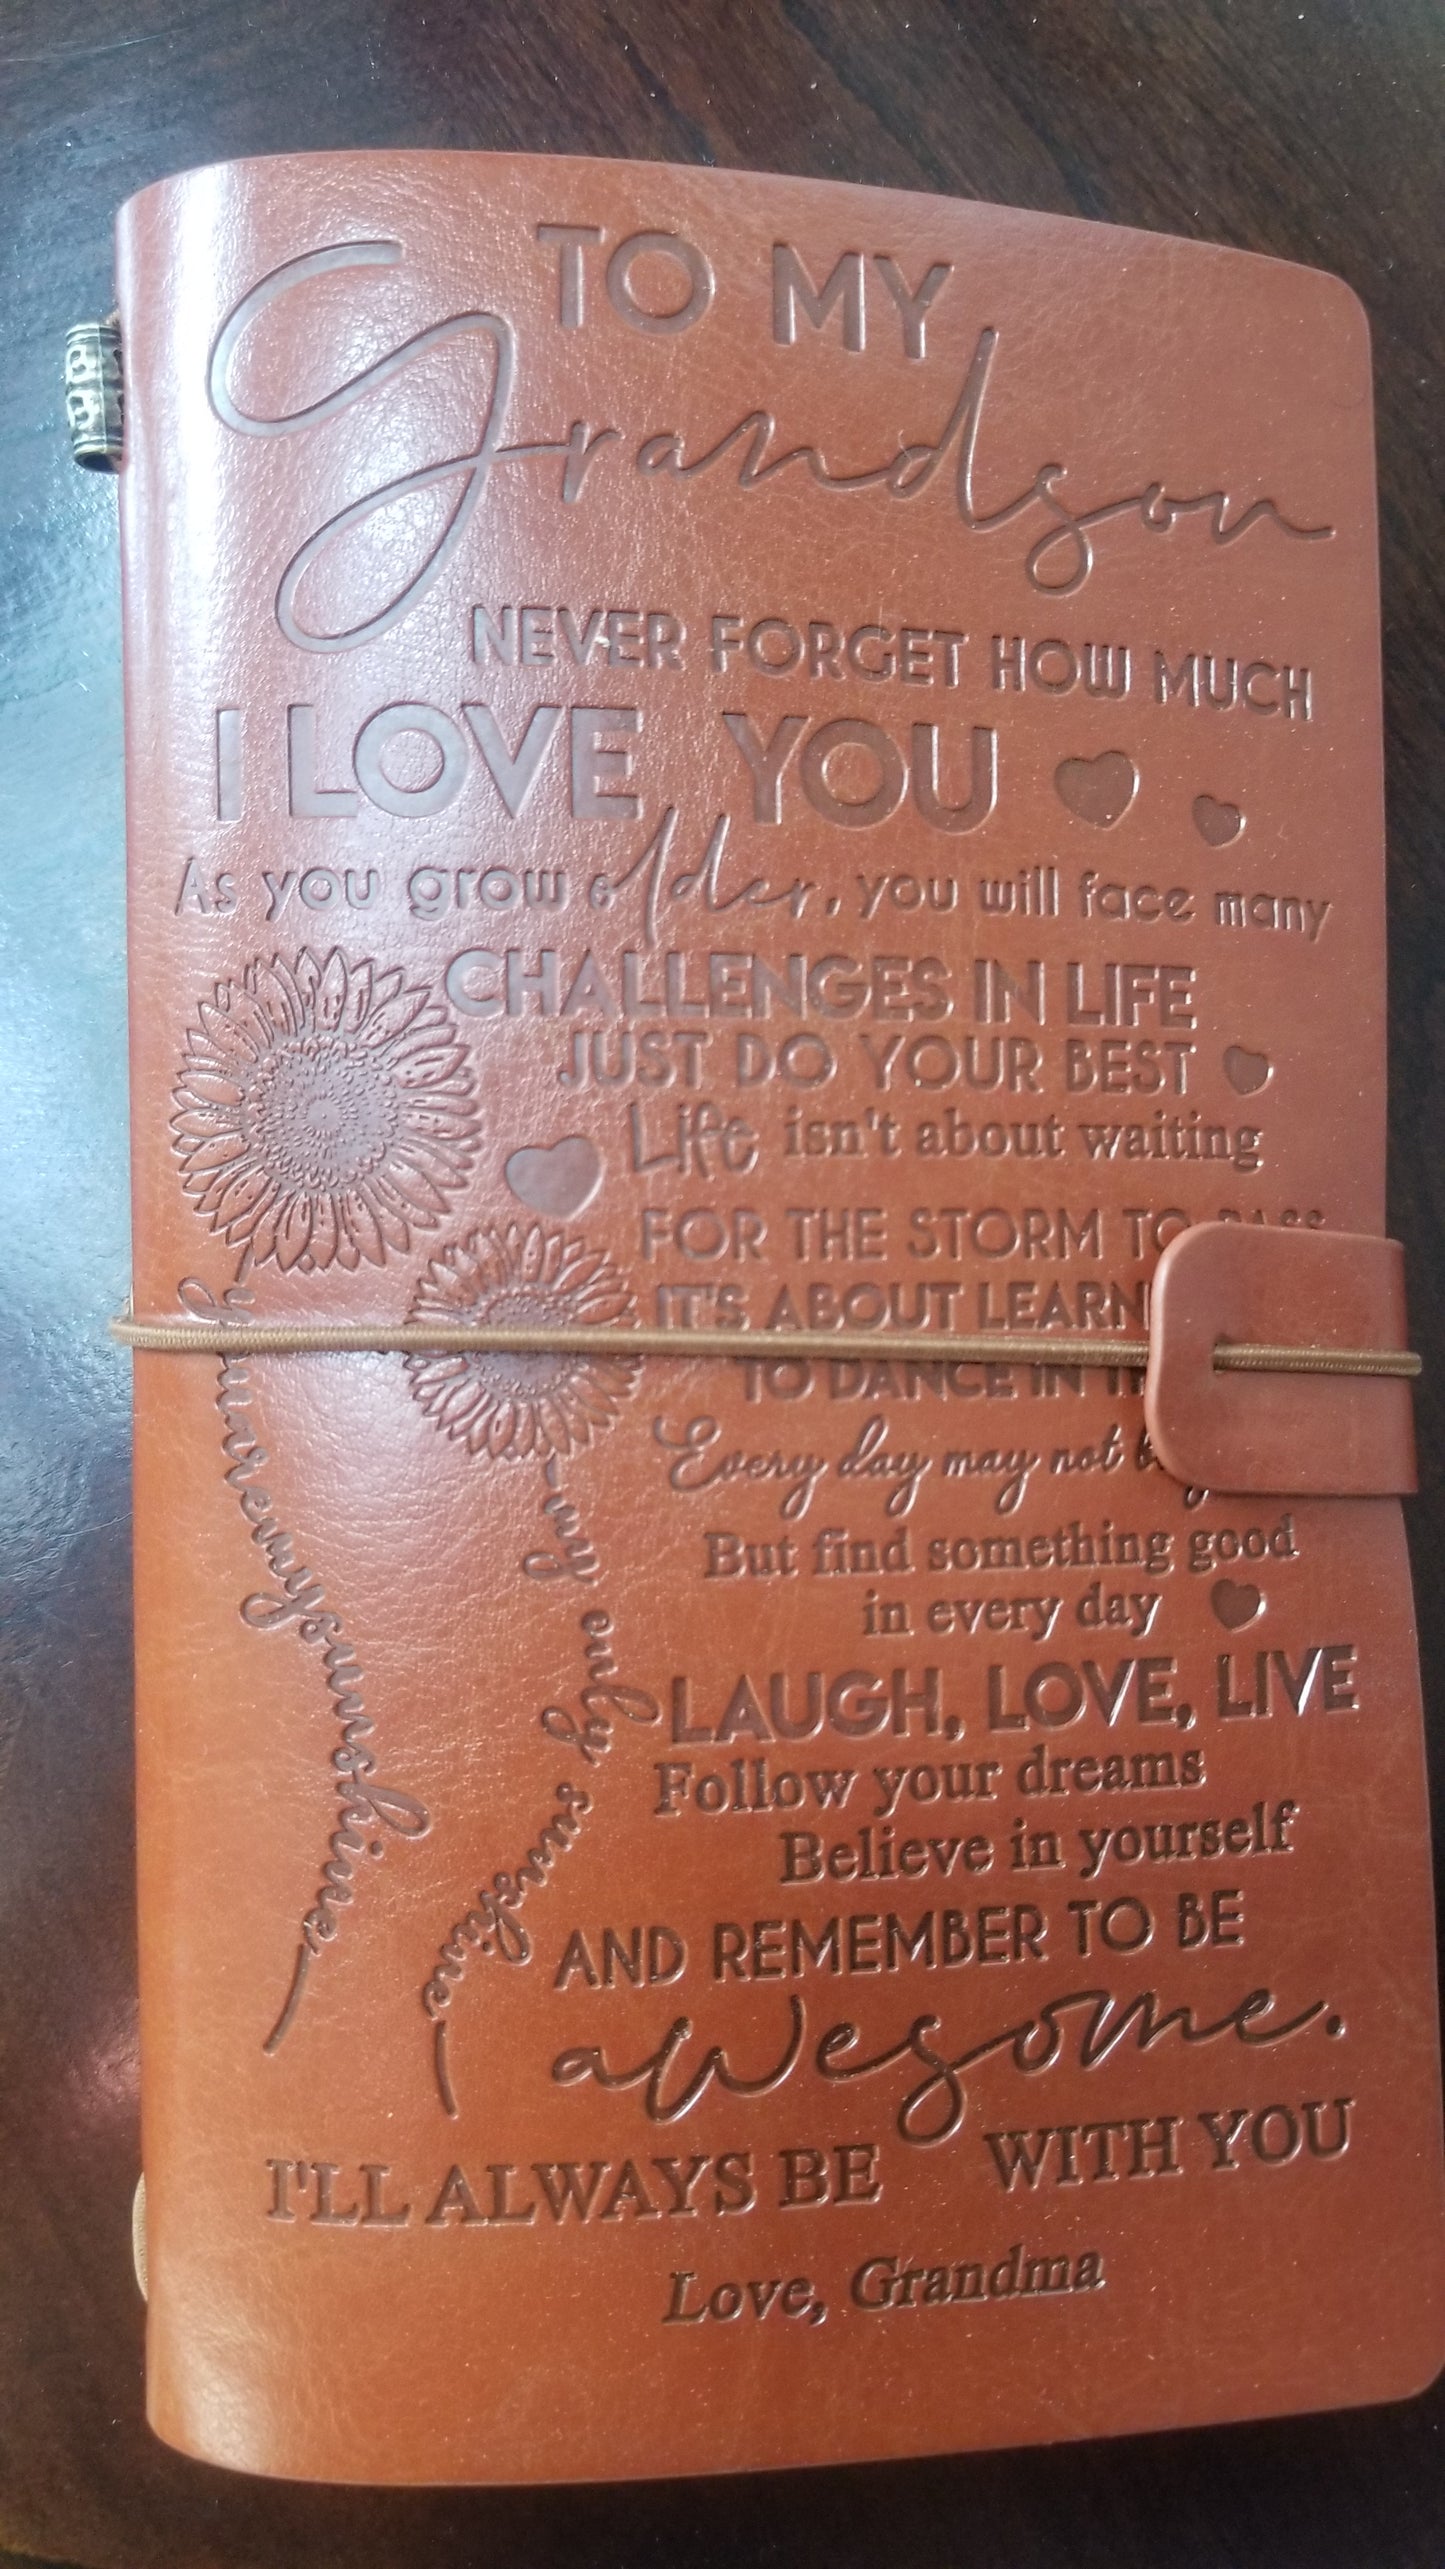 TO MY
Grandson
NEVER FORGET HOW MUCH
I LOVE YOU
As you grow older, you will face many
CHALLENGES IN LIFE
JUST DO YOUR BEST
Life isn't about waiting
FOR THE STORM TO PASS
IT'S ABOUT LEARN
TO DANCE IN
Every day may not
But find something good
in every day
LAUGH, LOVE, LIVE
Follow your dreams
Believe in yourself
AND REMEMBER TO BE
awesome.
I'LL ALWAYS BE WITH YOU
Love, Grandma
you are my sunshine
my only sunshine